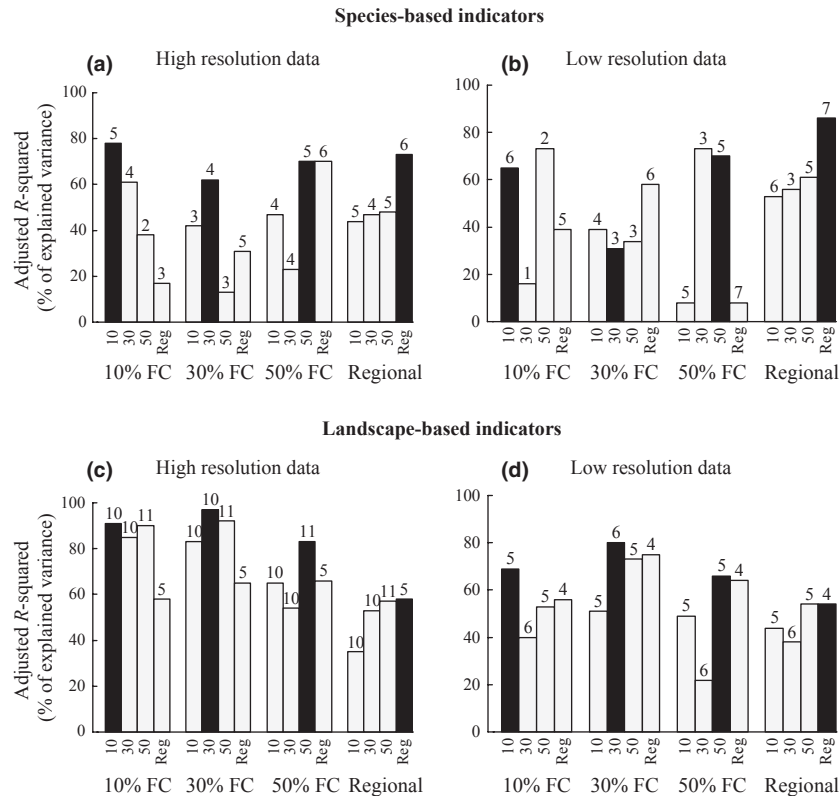 Species-based indicators
(a) High resolution data
Adjusted R-squared
(% of explained variance)
100
80
60
40
20
0
5 4 2 3
3 4 3 5
4 4 5 6
5 4 5 6
10 30 50 Reg
10 30 50 Reg
10 30 50 Reg
10 30 50 Reg
10% FC 30% FC 50% FC Regional
(b) Low resolution data
100
80
60
40
20
0
6 1 2 5
4 3 3 6
5 3 5 7
6 3 5 7
10 30 50 Reg
10 30 50 Reg
10 30 50 Reg
10 30 50 Reg
10% FC 30% FC 50% FC Regional
Landscape-based indicators
(c) High resolution data
Adjusted R-squared
(% of explained variance)
100
80
60
40
20
0
10 10 11 5
10 10 11 5
10 10 11 5
10 10 11 5
10 30 50 Reg
10 30 50 Reg
10 30 50 Reg
10 30 50 Reg
10% FC 30% FC 50% FC Regional
(d) Low resolution data
100
80
60
40
20
0
5 6 5 4
5 6 5 4
5 6 5 4
5 6 5 4
10 30 50 Reg
10 30 50 Reg
10 30 50 Reg
10 30 50 Reg
10% FC 30% FC 50% FC Regional